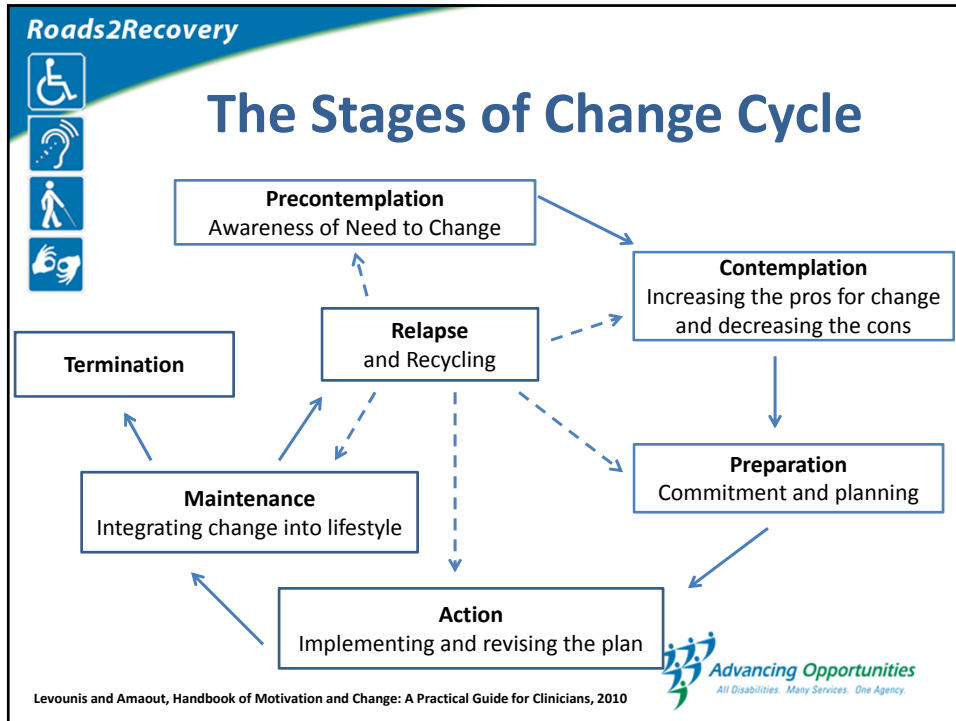 Roads2Recovery
The Stages of Change Cycle
Precontemplation
Awareness of Need to Change
Contemplation
Increasing the pros for change
and decreasing the cons
Relapse
and Recycling
Termination
Preparation
Commitment and planning
Maintenance
Integrating change into lifestyle
Action
Implementing and revising the plan
Advancing Opportunities
All Disabilities. Many Services. One Agency.
Levounis and Amaout, Handbook of Motivation and Change: A Practical Guide for Clinicians, 2010